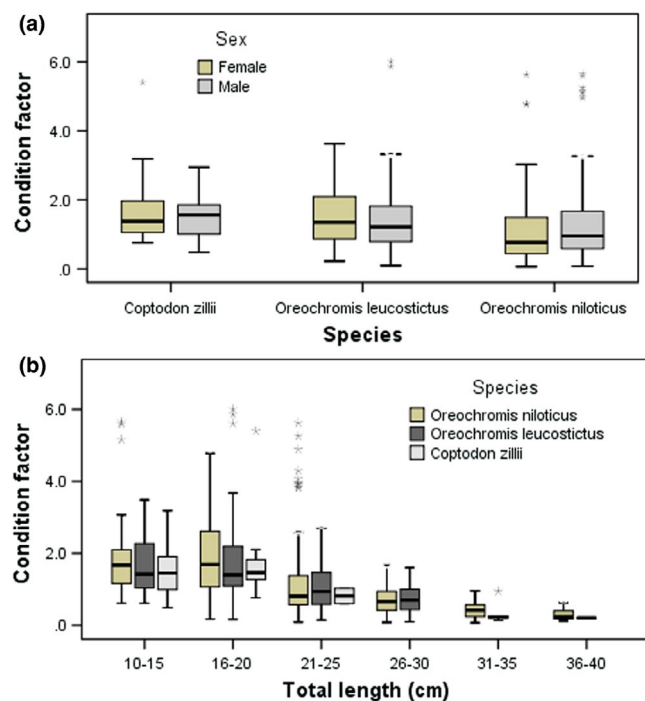 (a)
Sex
Female
Male
6.0
4.0
2.0
.0
Condition factor
Coptodon zillii
Oreochromis leucostictus
Oreochromis niloticus
Species
(b)
Species
Oreochromis niloticus
Oreochromis leucostictus
Coptodon zillii
6.0
4.0
2.0
.0
Condition factor
10-15
16-20
21-25
26-30
31-35
36-40
Total length (cm)